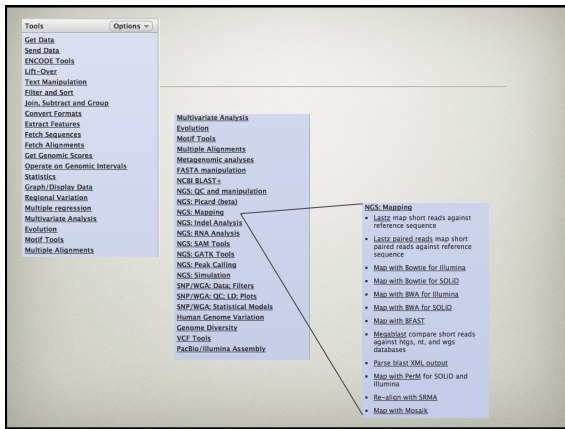 Tools
Options
Get Data
Send Data
ENCODE Tools
Lift-Over
Text Manipulation
Filter and Sort
Join, Subtract and Group
Convert Formats
Extract Features
Fetch Sequences
Fetch Alignments
Get Genomic Scores
Operate on Genomic Intervals
Statistics
Graph/Display Data
Regional Variation
Multiple regression
Multivariate Analysis
Evolution
Motif Tools
Multiple Alignments
Multivariate Analysis
Evolution
Motif Tools
Multiple Alignments
Metagenomic analyses
FASTA manipulation
NCBI BLAST+
NGS: QC and manipulation
NGS: Picard (beta)
NGS: Mapping
NGS: Indel Analysis
NGS: RNA Analysis
NGS: SAM Tools
NGS: GATK Tools
NGS: Peak Calling
NGS: Simulation
SNP/WGA: Data; Filters
SNP/WGA: QC; LD; Plots
SNP/WGA: Statistical Models
Human Genome Variation
Genome Diversity
VCF Tools
PacBio/Illumina Assembly
NGS: Mapping
• Lastz map short reads against
reference sequence
• Lastz paired reads map short
paired reads against reference
sequence
• Map with Bowtie for Illumina
• Map with Bowtie for SOLiD
• Map with BWA for Illumina
• Map with BWA for SOLiD
• Map with BFAST
• Megablast compare short reads
against htgs, nt, and wgs
databases
• Parse blast XML output
• Map with PerM for SOLiD and
Illumina
• Re-align with SRMA
• Map with Mosaik